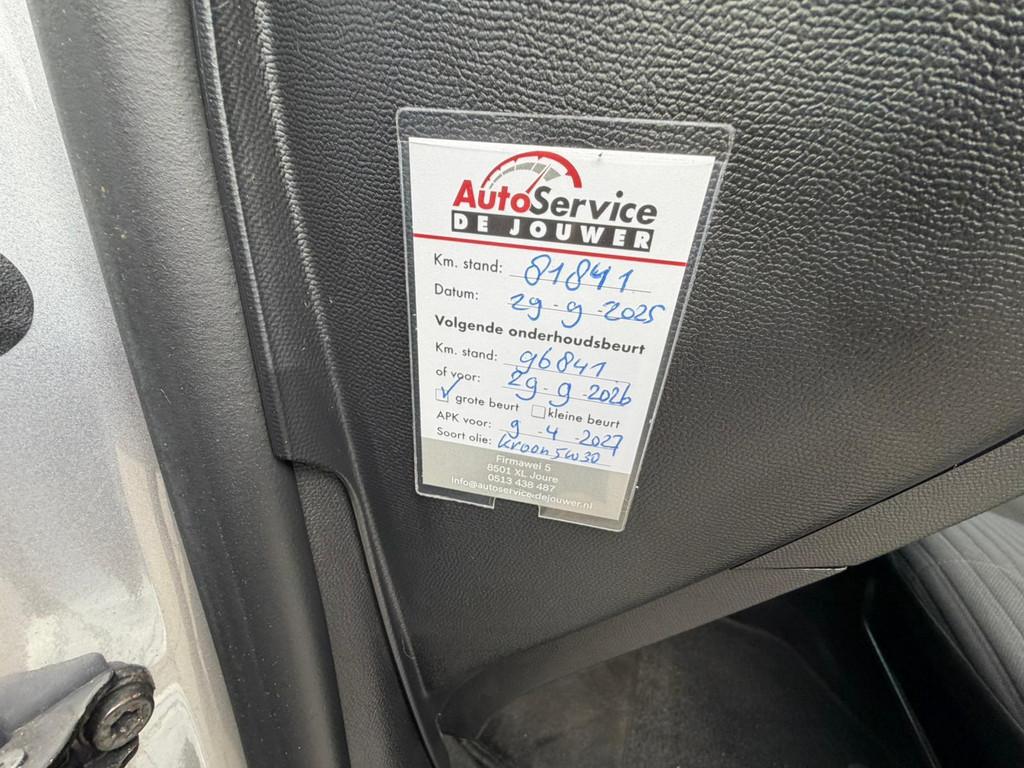 AutoService
DE JOUWER
Km. stand: 81841
Datum: 29-9-2025
Volgende onderhoudsbeurt
Km. stand: 96841
of voor: 29-9-2026
grote beurt kleine beurt
APK voor: 9-4-2027
Soort olie: Kroon 5W30
Firmawei 5
8501 XL Joure
0513 438 487
info@autoservice-dejouwer.nl